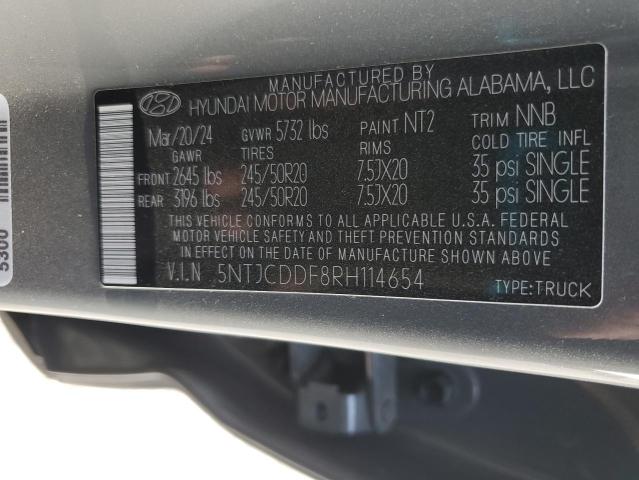 MANUFACTURED BY
HYUNDAI MOTOR MANUFACTURING ALABAMA, LLC
Mar/20/24 GVWR 5732 lbs PAINT NT2 TRIM NNB
GAWR TIRES RIMS COLD TIRE INFL
FRONT 2645 lbs 245/50R20 7.5JX20 35 psi SINGLE
REAR 3196 lbs 245/50R20 7.5JX20 35 psi SINGLE
THIS VEHICLE CONFORMS TO ALL APPLICABLE U.S.A. FEDERAL
MOTOR VEHICLE SAFETY AND THEFT PREVENTION STANDARDS
IN EFFECT ON THE DATE OF MANUFACTURE SHOWN ABOVE
V.I.N 5NTJCDDF8RH114654 TYPE:TRUCK
5300